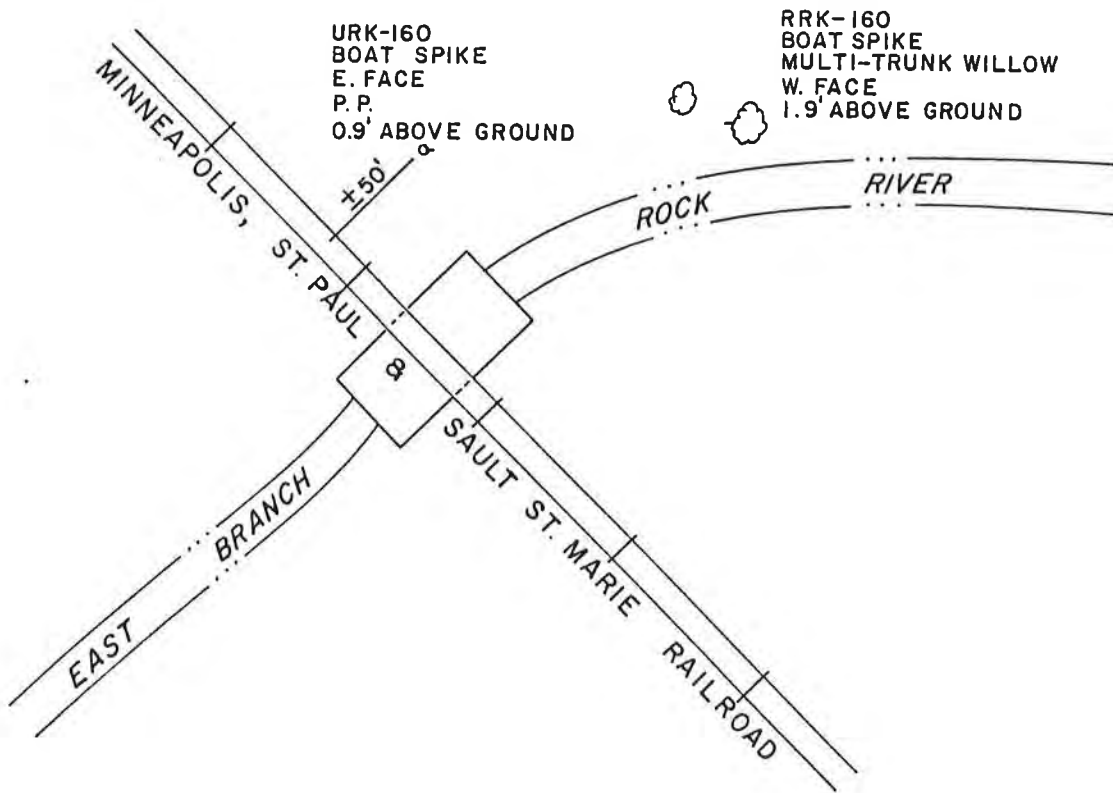 URK-160
BOAT SPIKE
E. FACE
P. P.
0.9' ABOVE GROUND
RRK-160
BOAT SPIKE
MULTI-TRUNK WILLOW
W. FACE
1.9' ABOVE GROUND
±50'
MINNEAPOLIS, ST. PAUL & SAULT ST. MARIE RAILROAD
EAST BRANCH ROCK RIVER